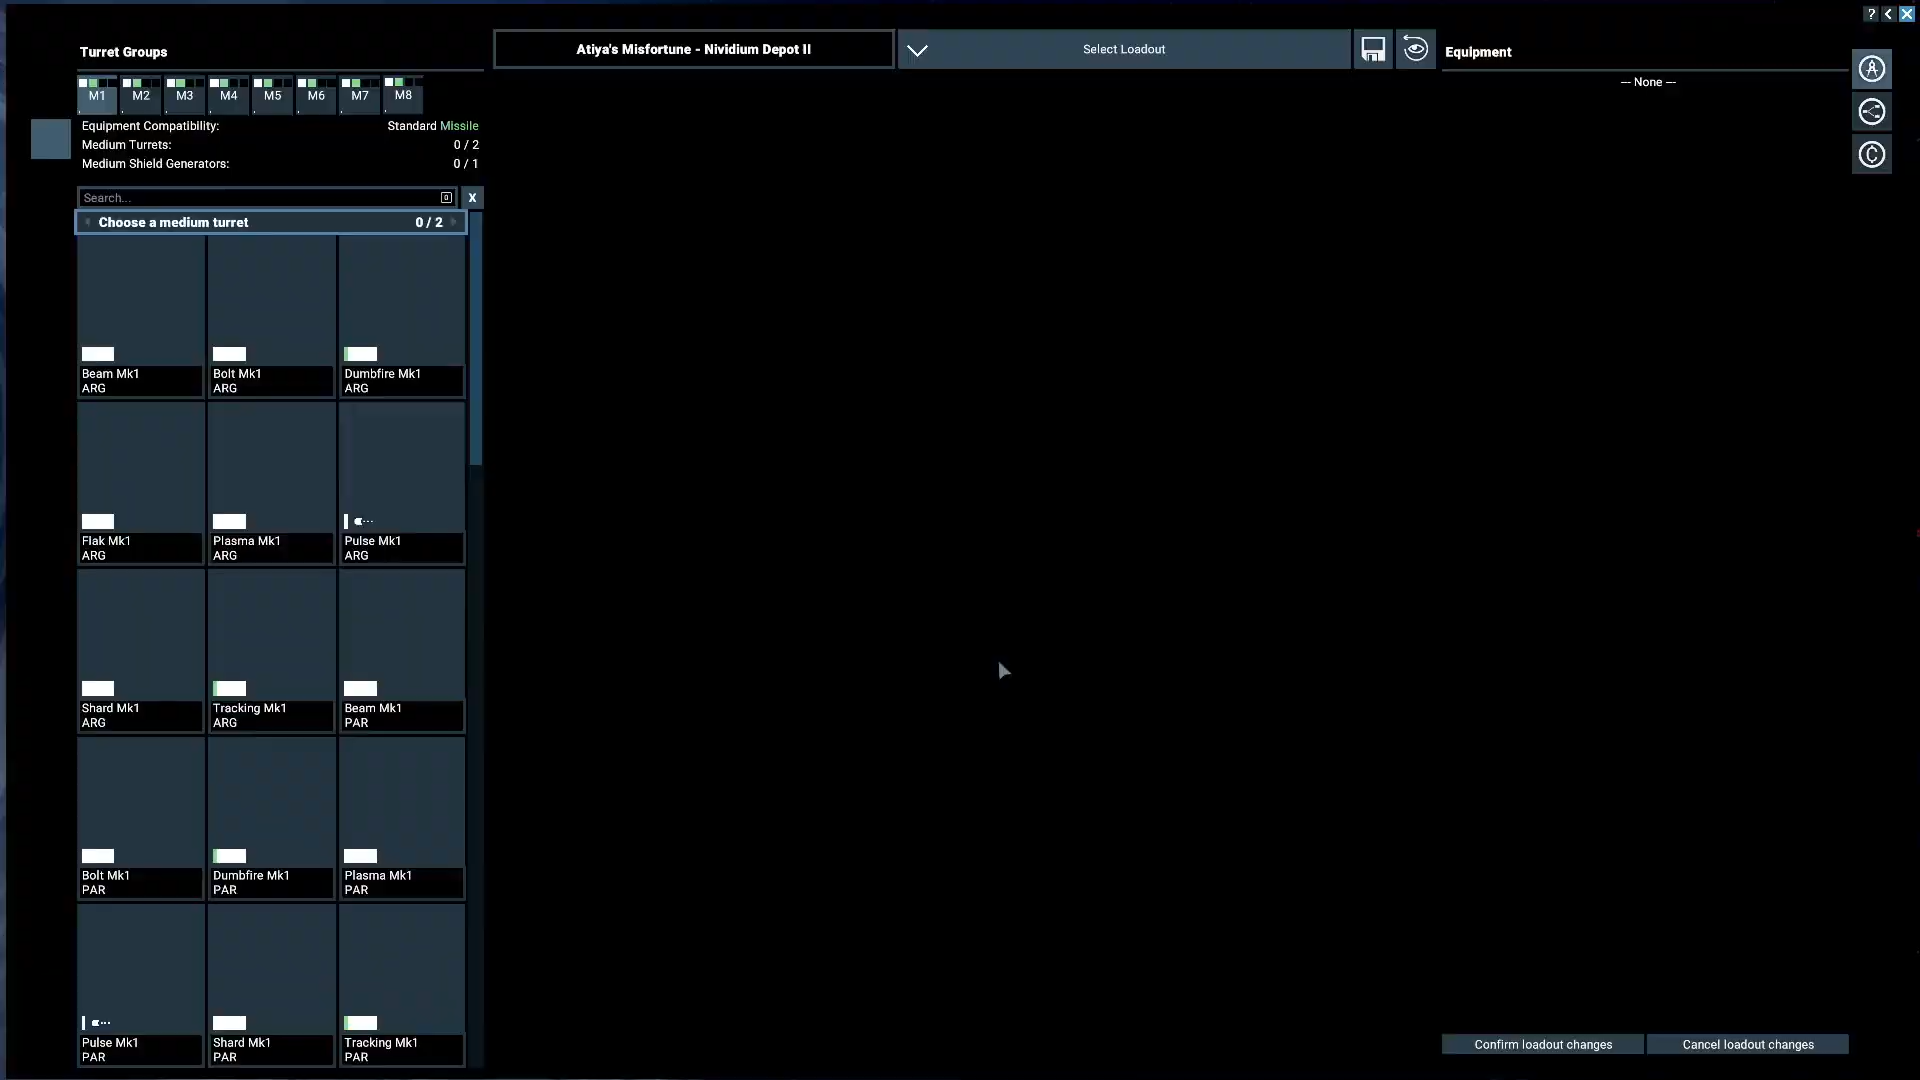 ?
Turret Groups
Atiya's Misfortune - Nividium Depot II
Select Loadout
Equipment
--- None ---
M1 M2 M3 M4 M5 M6 M7 M8
Equipment Compatibility: Standard Missile
Medium Turrets: 0 / 2
Medium Shield Generators: 0 / 1
Search... X
Choose a medium turret 0 / 2
Beam Mk1 Bolt Mk1 Dumbfire Mk1
ARG ARG ARG
Flak Mk1 Plasma Mk1 Pulse Mk1
ARG ARG ARG
Shard Mk1 Tracking Mk1 Beam Mk1
ARG ARG PAR
Bolt Mk1 Dumbfire Mk1 Plasma Mk1
PAR PAR PAR
Pulse Mk1 Shard Mk1 Tracking Mk1
PAR PAR PAR
Confirm loadout changes Cancel loadout changes